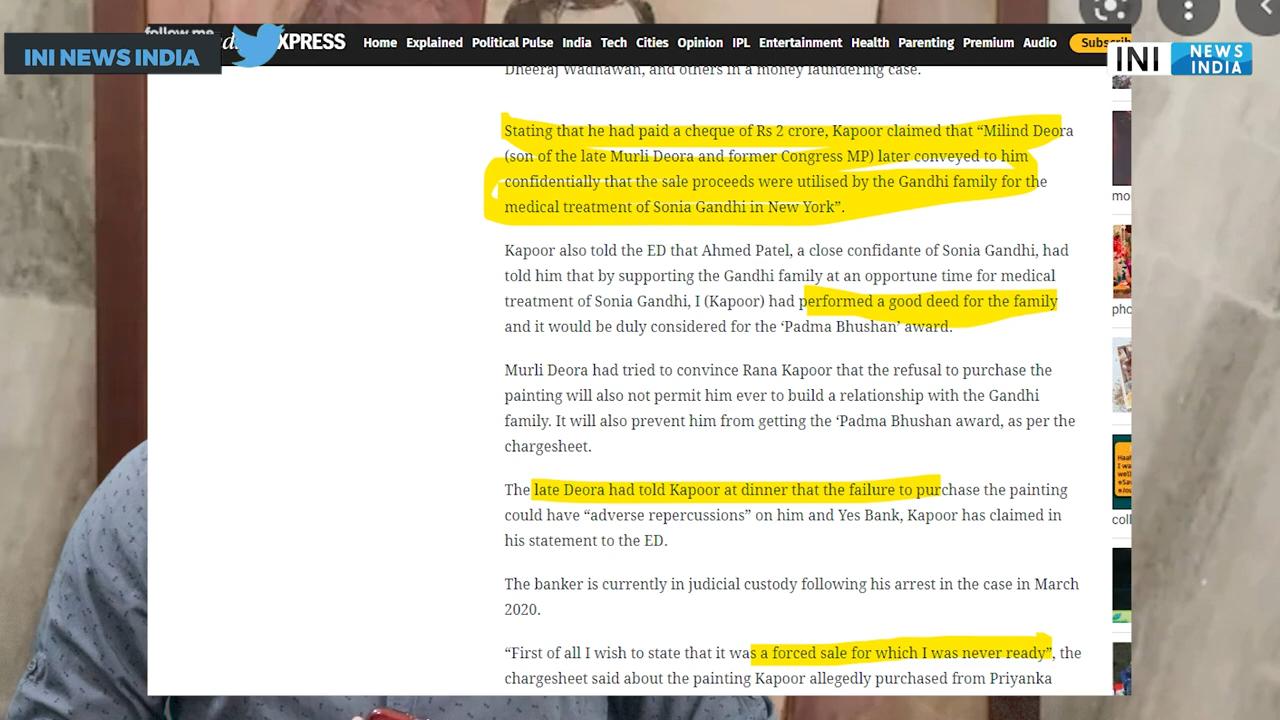 follow me
INI NEWS INDIA
EXPRESS
Home Explained Political Pulse India Tech Cities Opinion IPL Entertainment Health Parenting Premium Audio Subscrib
INI NEWS INDIA
Dheeraj Wadhawan, and others in a money laundering case.
Stating that he had paid a cheque of Rs 2 crore, Kapoor claimed that “Milind Deora
(son of the late Murli Deora and former Congress MP) later conveyed to him
confidentially that the sale proceeds were utilised by the Gandhi family for the
medical treatment of Sonia Gandhi in New York”.
Kapoor also told the ED that Ahmed Patel, a close confidante of Sonia Gandhi, had
told him that by supporting the Gandhi family at an opportune time for medical
treatment of Sonia Gandhi, I (Kapoor) had performed a good deed for the family
and it would be duly considered for the ‘Padma Bhushan’ award.
Murli Deora had tried to convince Rana Kapoor that the refusal to purchase the
painting will also not permit him ever to build a relationship with the Gandhi
family. It will also prevent him from getting the ‘Padma Bhushan award, as per the
chargesheet.
The late Deora had told Kapoor at dinner that the failure to purchase the painting
could have “adverse repercussions” on him and Yes Bank, Kapoor has claimed in
his statement to the ED.
The banker is currently in judicial custody following his arrest in the case in March
2020.
“First of all I wish to state that it was a forced sale for which I was never ready”, the
chargesheet said about the painting Kapoor allegedly purchased from Priyanka
mo
pho
coll